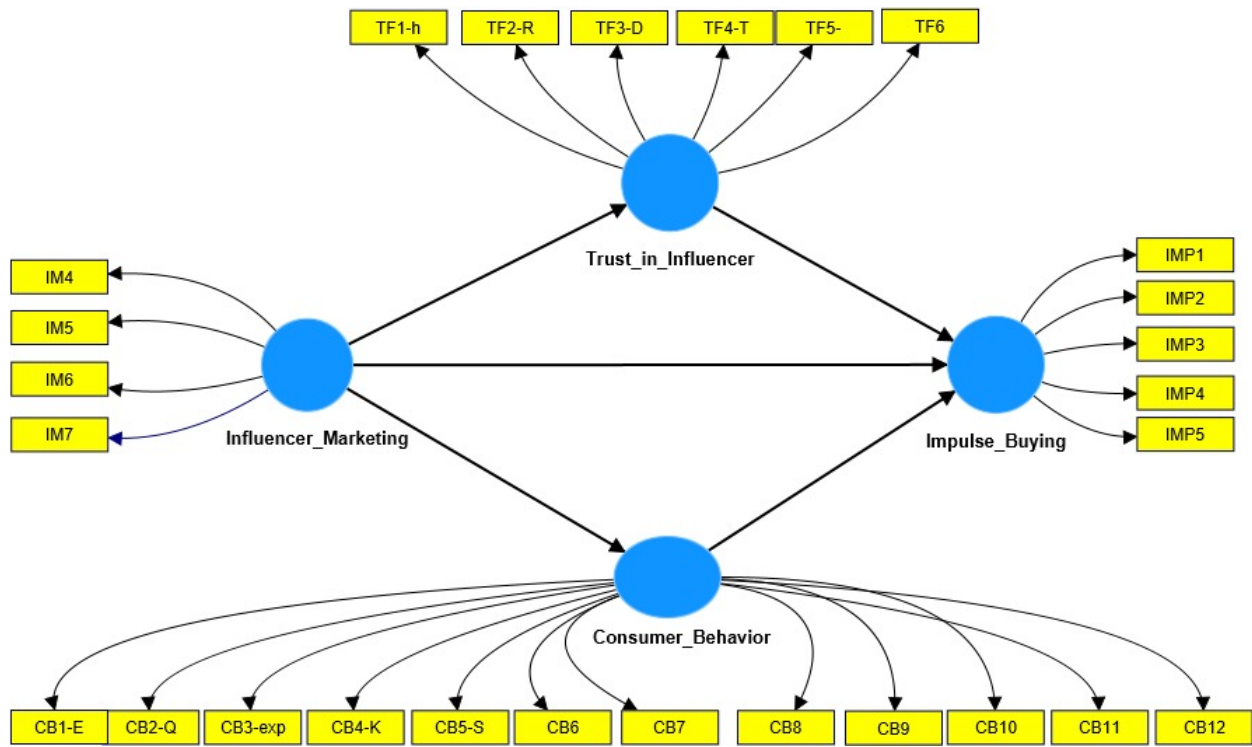 TF1-h
TF2-R
TF3-D
TF4-T
TF5-
TF6
Trust_in_Influencer
IM4
IM5
IM6
IM7
Influencer_Marketing
IMP1
IMP2
IMP3
IMP4
IMP5
Impulse_Buying
Consumer_Behavior
CB1-E
CB2-Q
CB3-exp
CB4-K
CB5-S
CB6
CB7
CB8
CB9
CB10
CB11
CB12